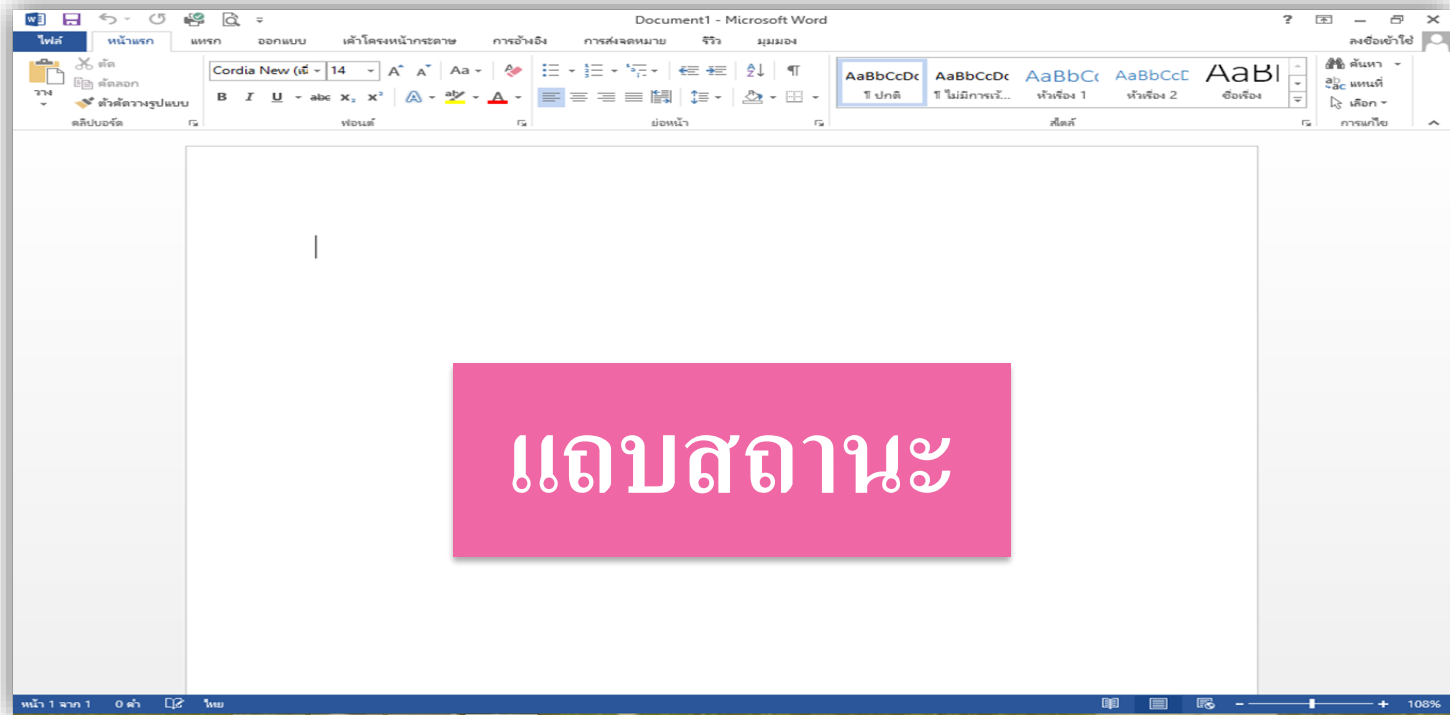 Document1 - Microsoft Word
ไฟล์ หน้าแรก แทรก ออกแบบ เค้าโครงหน้ากระดาษ การอ้างอิง การส่งจดหมาย รีวิว มุมมอง ลงชื่อเข้าใช้
วาง
ตัด
คัดลอก
ตัวคัดวางรูปแบบ
คลิปบอร์ด
Cordia New (เนื้ 14 Aa
B I U abc x₂ x² A aby A
ฟอนต์
ย่อหน้า
AaBbCcDc AaBbCcDc AaBbC AaBbCcD AaBl
¶ ปกติ ¶ ไม่มีการเว้... หัวเรื่อง 1 หัวเรื่อง 2 ชื่อเรื่อง
สไตล์
ค้นหา
แทนที่
เลือก
การแก้ไข
แถบสถานะ
หน้า 1 จาก 1 0 คำ ไทย 108%